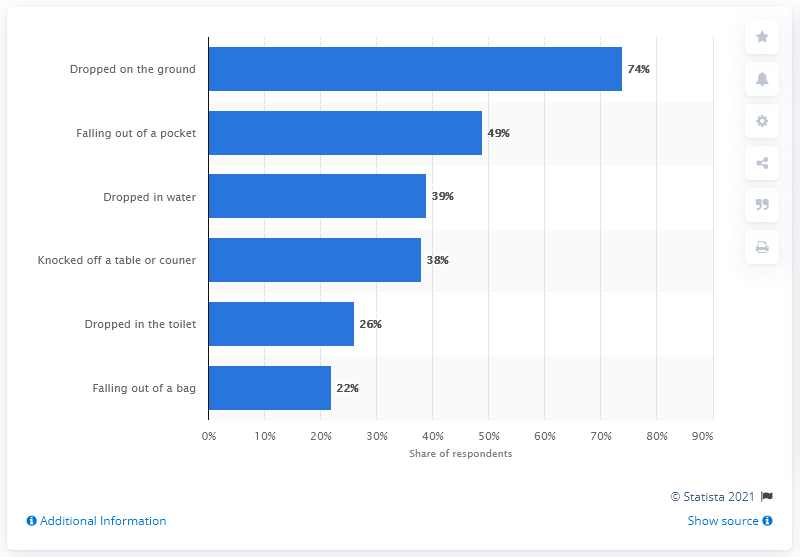 Dropped on the ground 74%
Falling out of a pocket 49%
Dropped in water 39%
Knocked off a table or couner 38%
Dropped in the toilet 26%
Falling out of a bag 22%
0% 10% 20% 30% 40% 50% 60% 70% 80% 90%
Share of respondents
© Statista 2021
Additional Information Show source